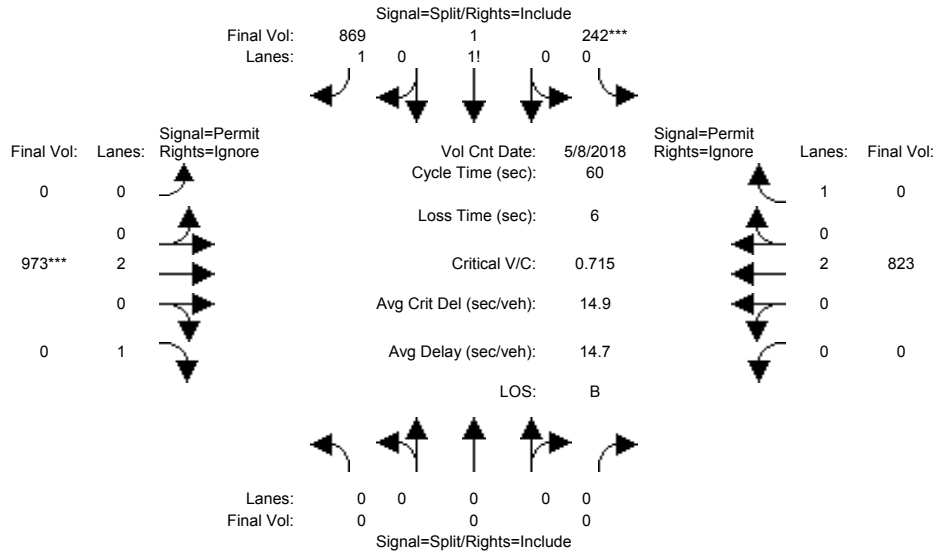 Signal=Split/Rights=Include
Final Vol: 869 1 242***
Lanes: 1 0 1! 0 0
Signal=Permit Signal=Permit
Final Vol: Lanes: Rights=Ignore Vol Cnt Date: 5/8/2018 Rights=Ignore Lanes: Final Vol:
Cycle Time (sec): 60
0 0 1 0
Loss Time (sec): 6
0 0
973*** 2 Critical V/C: 0.715 2 823
0 Avg Crit Del (sec/veh): 14.9 0
0 1 Avg Delay (sec/veh): 14.7 0 0
LOS: B
Lanes: 0 0 0 0 0
Final Vol: 0 0 0
Signal=Split/Rights=Include